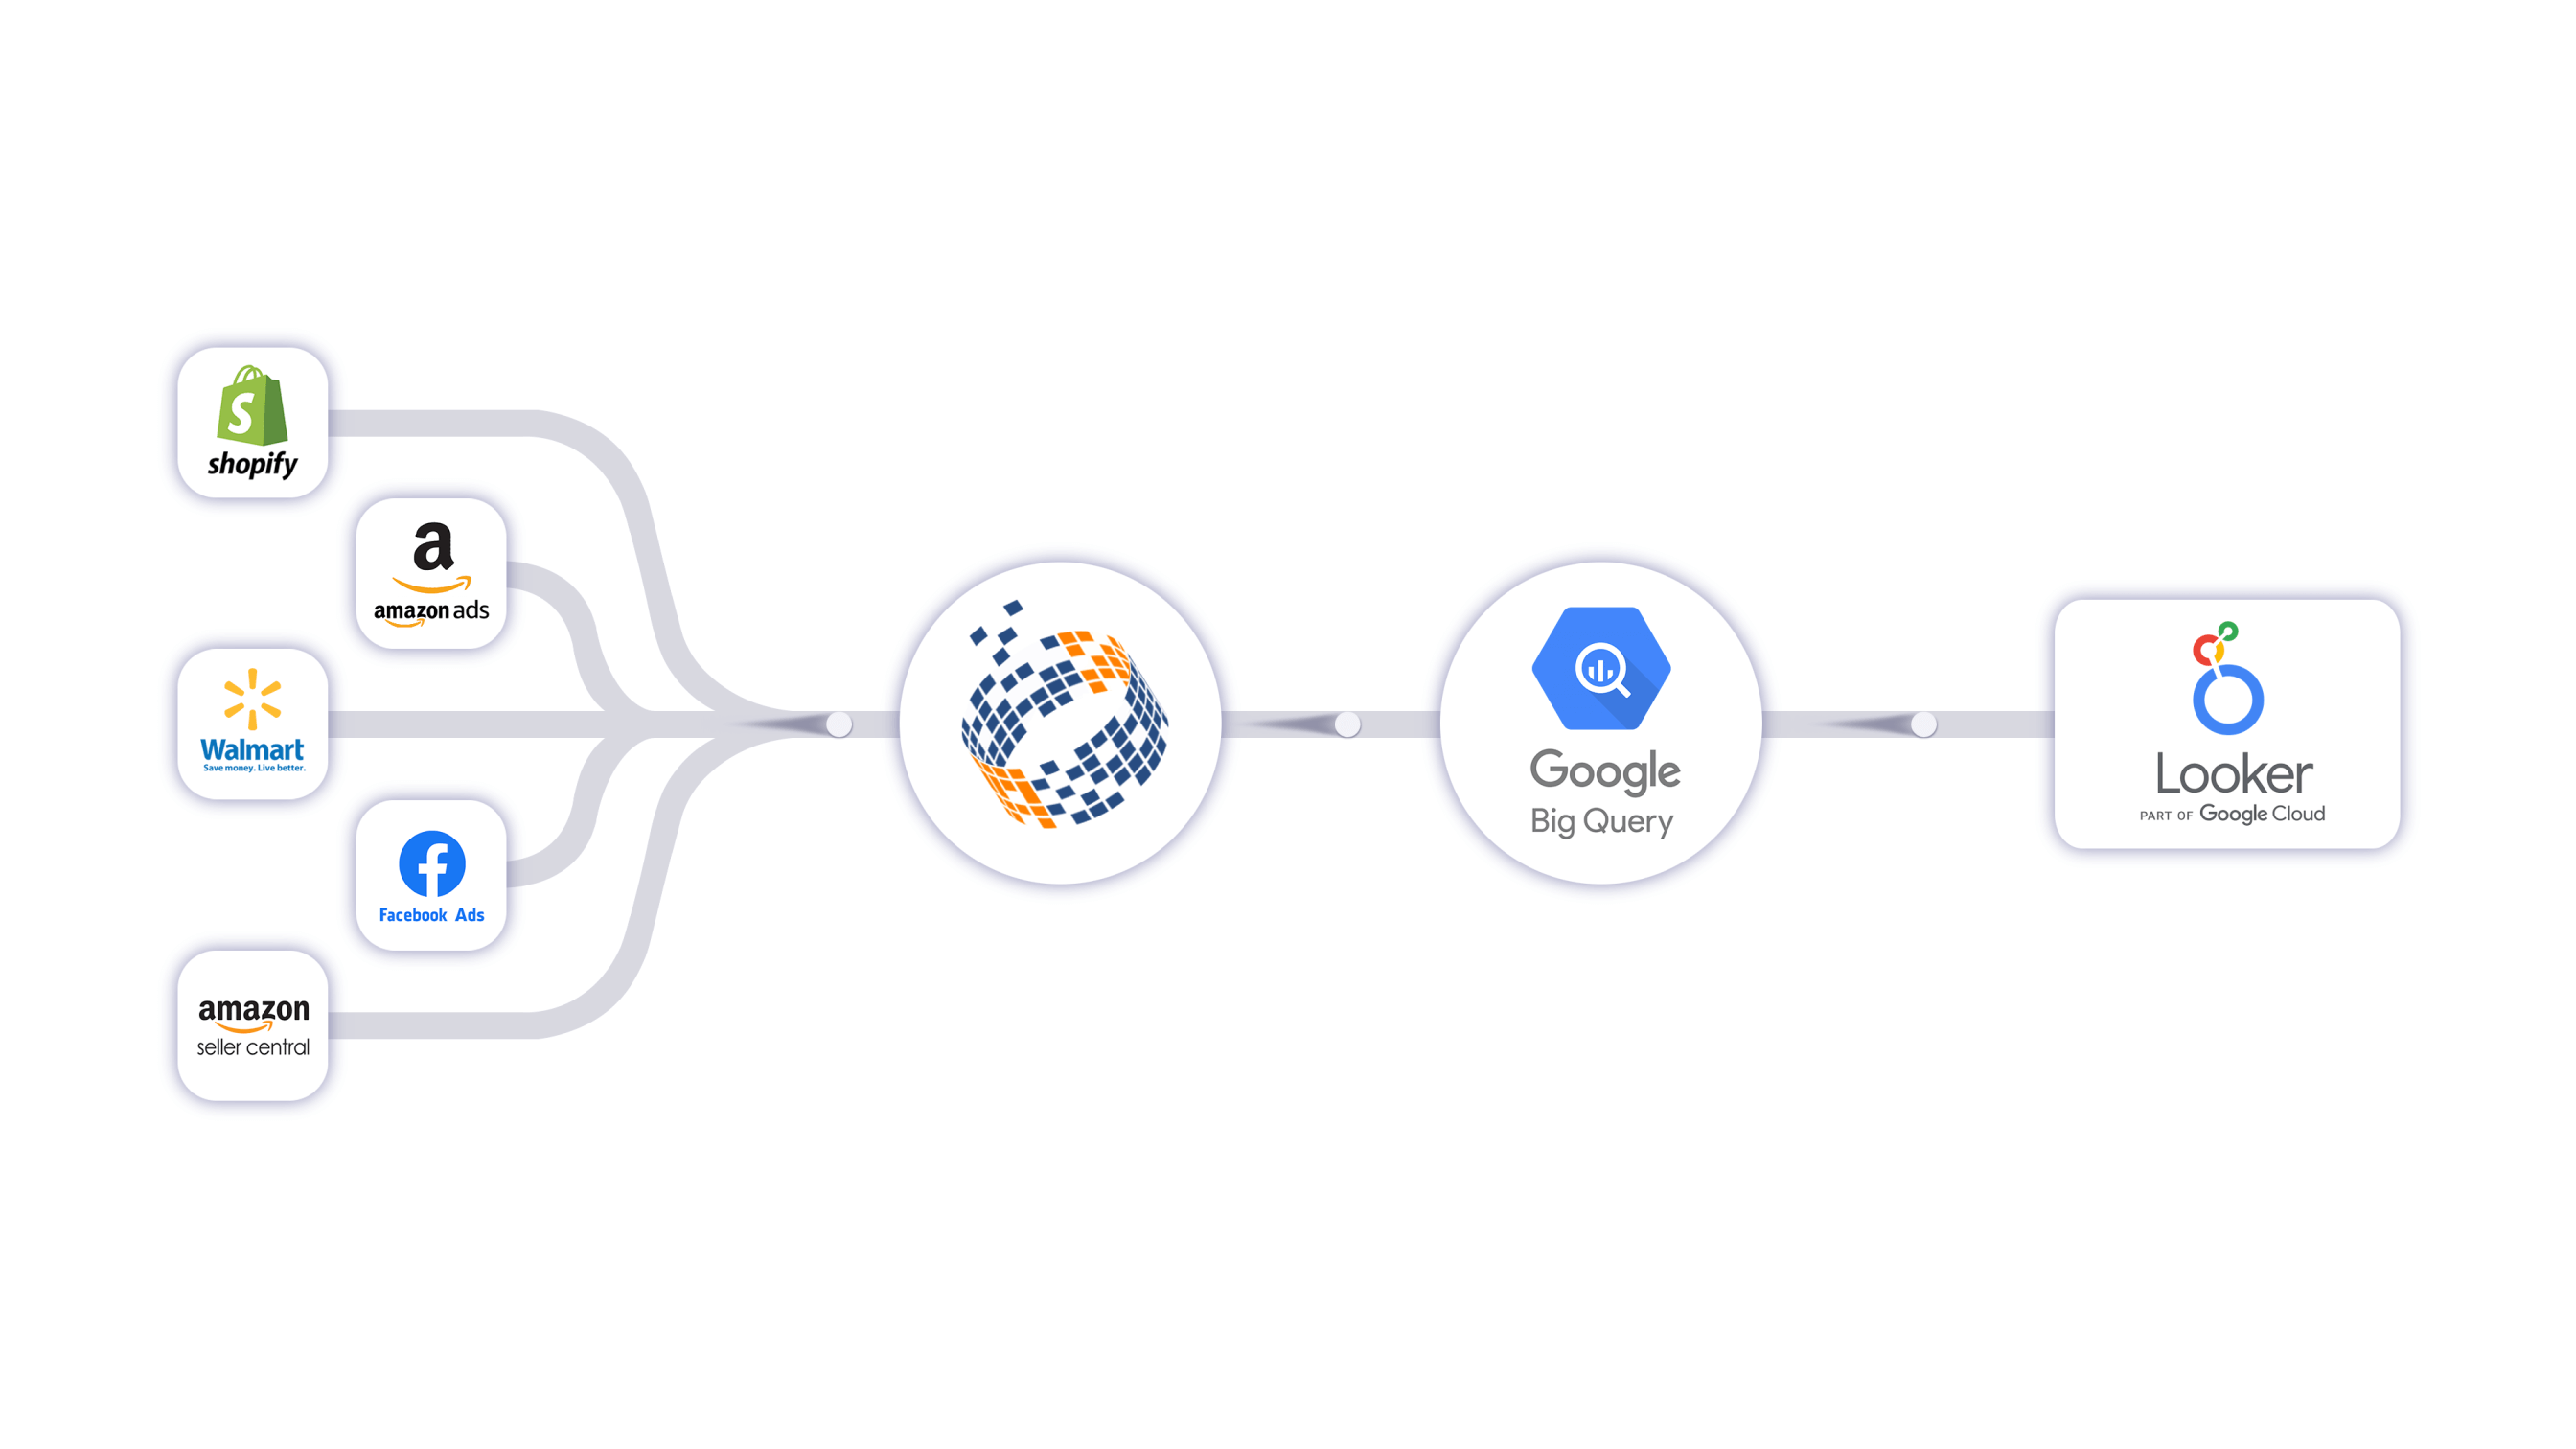 shopify
a
amazon ads
Walmart
Save money. Live better.
Facebook Ads
amazon
seller central
Google
Big Query
Looker
PART OF Google Cloud